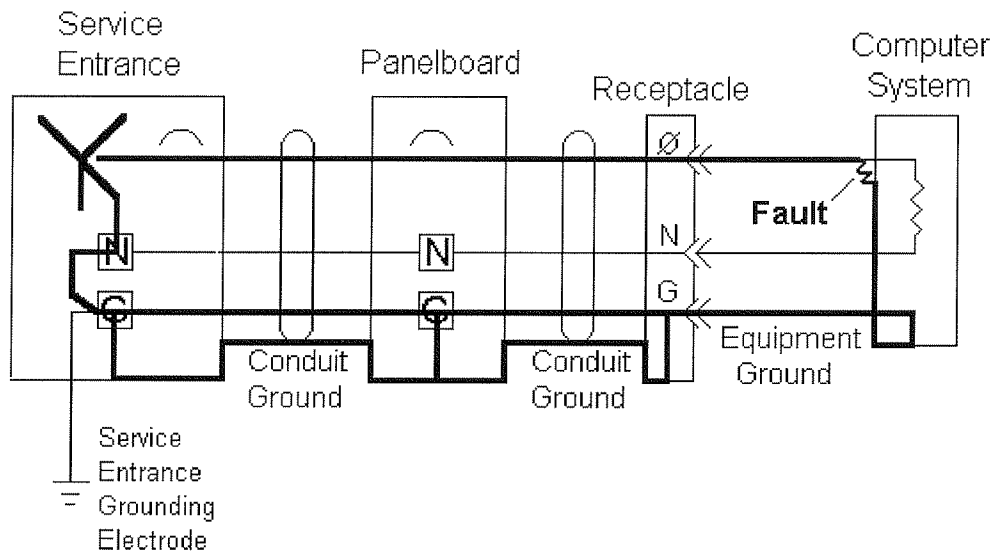 Service
Entrance
Panelboard
Receptacle
Computer
System
Ø
Fault
N
N
N
G
G
G
Conduit
Ground
Conduit
Ground
Equipment
Ground
Service
Entrance
Grounding
Electrode